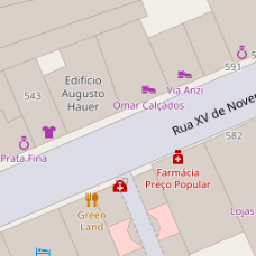 591
Via Anzi
Edifício
Augusto
Hauer
543
Omar Calçados
Rua XV de Nove
582
Prata Fina
Farmácia
Preço Popular
Green
Land
Lojas